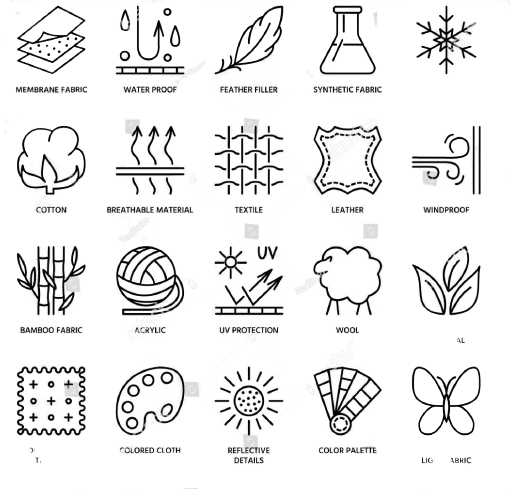 MEMBRANE FABRIC
WATER PROOF
FEATHER FILLER
SYNTHETIC FABRIC
COTTON
BREATHABLE MATERIAL
TEXTILE
LEATHER
WINDPROOF
BAMBOO FABRIC
ACRYLIC
UV
UV PROTECTION
WOOL
COLORED CLOTH
REFLECTIVE
DETAILS
COLOR PALETTE